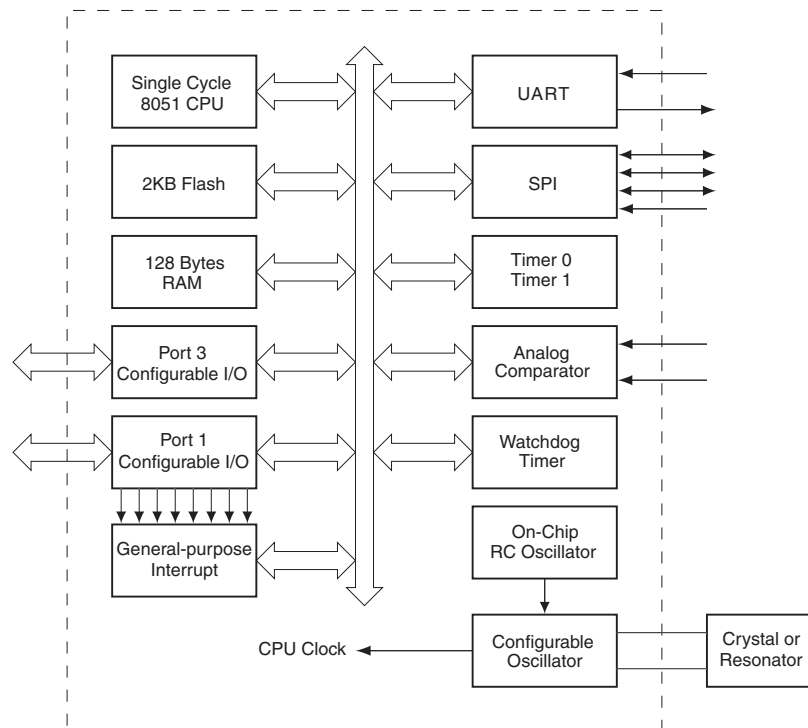 Single Cycle
8051 CPU
UART
2KB Flash
SPI
128 Bytes
RAM
Timer 0
Timer 1
Port 3
Configurable I/O
Analog
Comparator
Port 1
Configurable I/O
Watchdog
Timer
General-purpose
Interrupt
On-Chip
RC Oscillator
CPU Clock
Configurable
Oscillator
Crystal or
Resonator